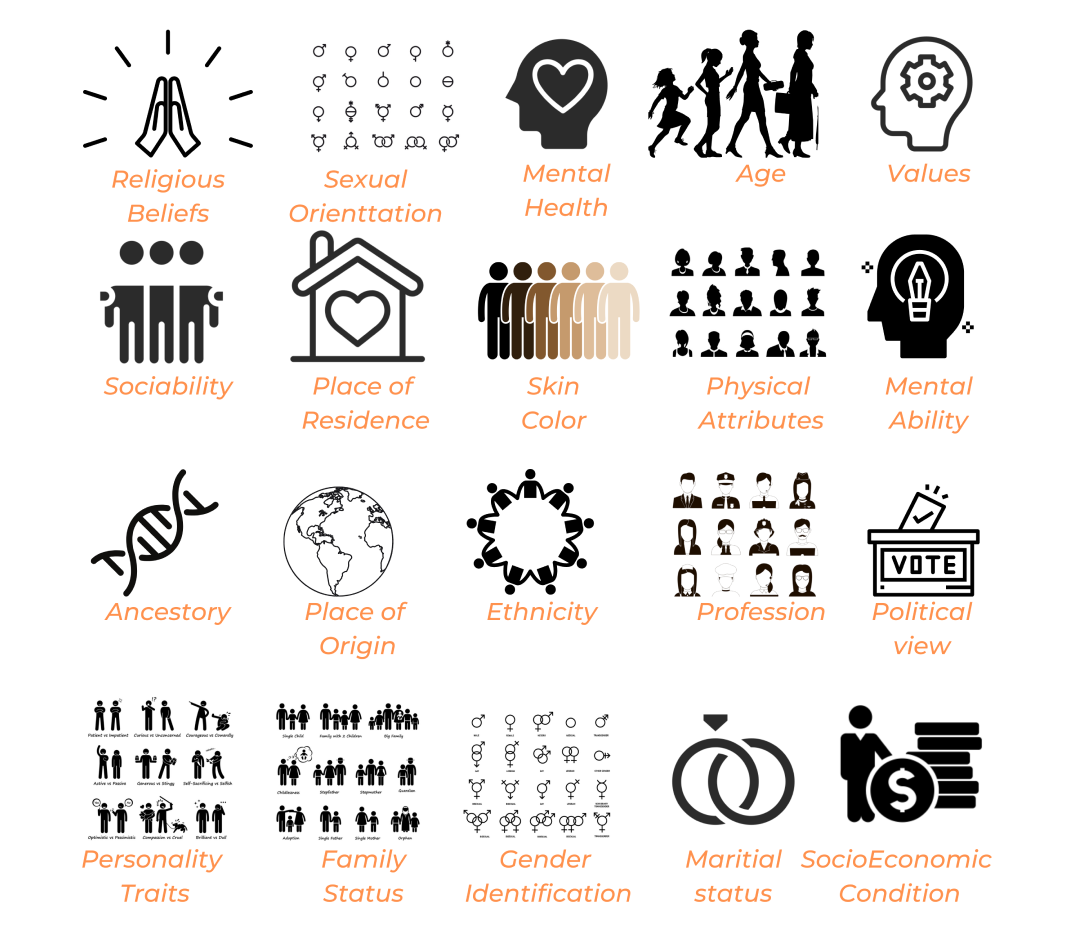 Religious
Beliefs
Sexual
Orienttation
Mental
Health
Age
Values
Sociability
Place of
Residence
Skin
Color
Physical
Attributes
Mental
Ability
Ancestory
Place of
Origin
Ethnicity
Profession
VOTE
Political
view
Patient vs Impatient
Curious vs Unconcerned
Courageous vs Cowardly
Active vs Passive
Generous vs Stingy
Self-Sacrificing vs Selfish
Optimistic vs Pessimistic
Compassion vs Cruel
Brilliant vs Dull
Personality
Traits
Single Child
Family with 2 Children
Big Family
Childlessness
Stepfather
Stepmother
Guardian
Adoption
Single Father
Single Mother
Orphan
Family
Status
Gender
Identification
Maritial
status
$
SocioEconomic
Condition